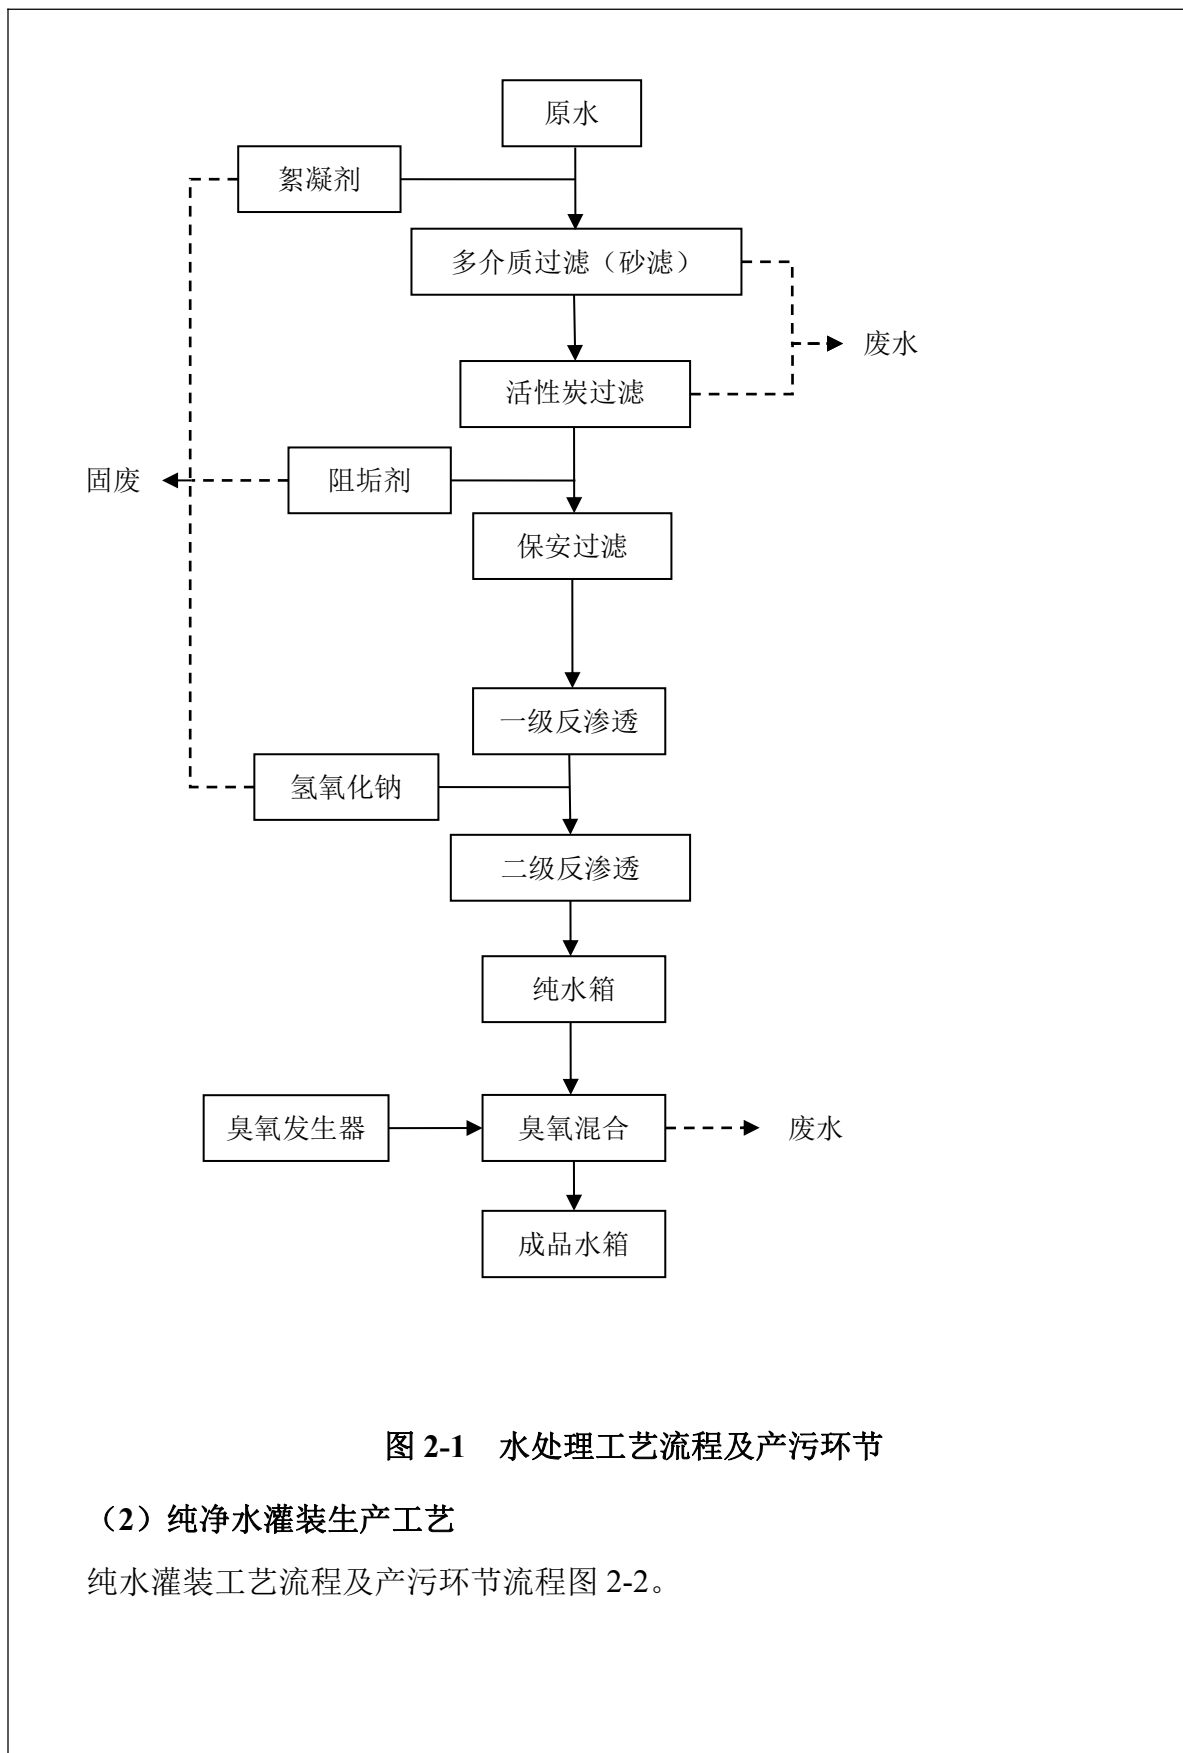 原水
絮凝剂
多介质过滤（砂滤）
废水
活性炭过滤
固废
阻垢剂
保安过滤
一级反渗透
氢氧化钠
二级反渗透
纯水箱
臭氧发生器
臭氧混合
废水
成品水箱
图 2-1 水处理工艺流程及产污环节
（2）纯净水灌装生产工艺
纯水灌装工艺流程及产污环节流程图 2-2。